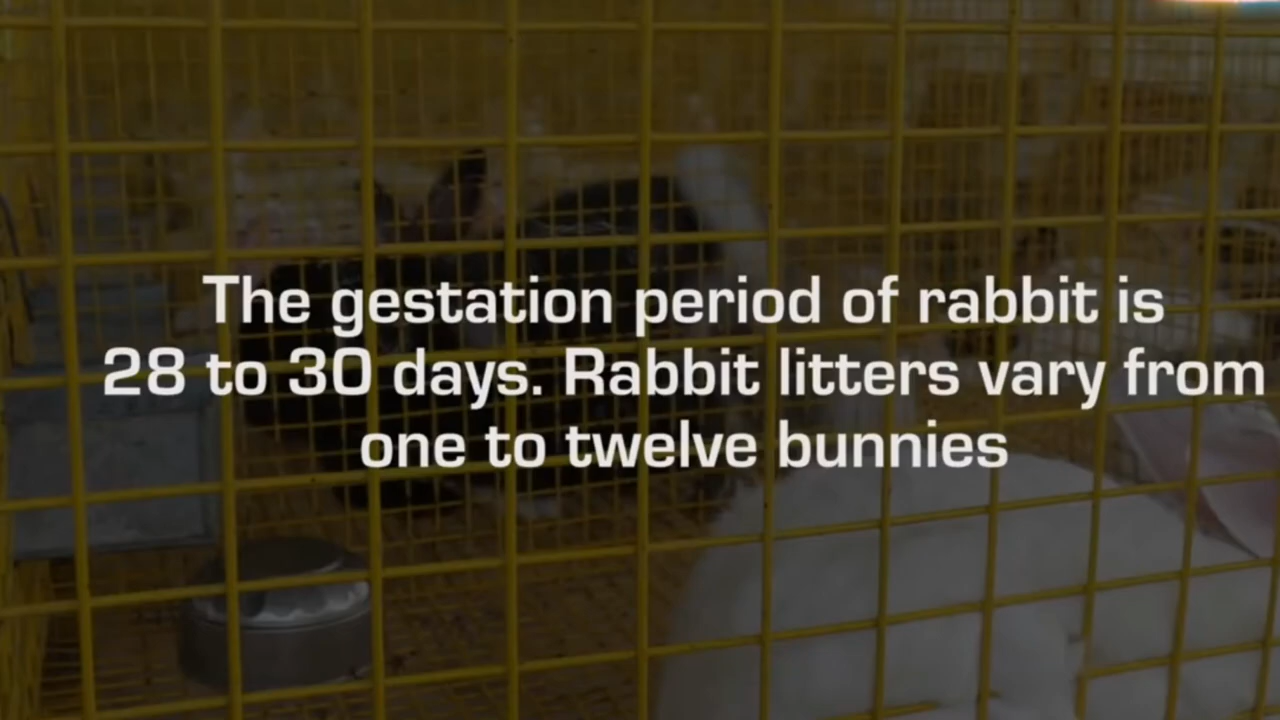 The gestation period of rabbit is
28 to 30 days. Rabbit litters vary from
one to twelve bunnies